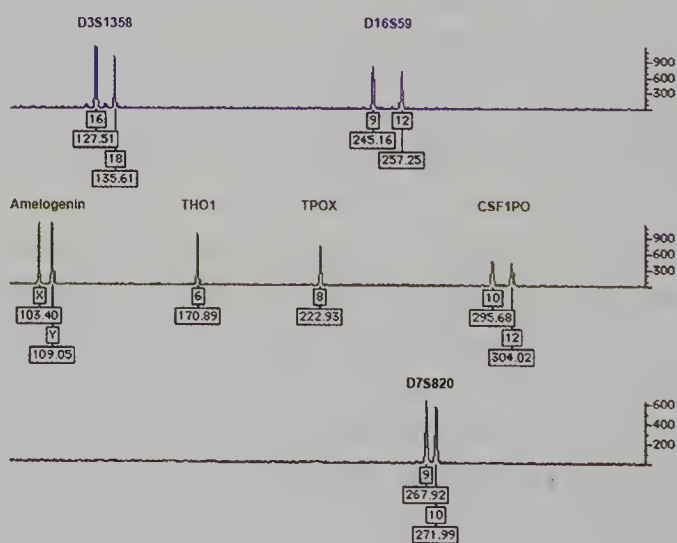 D3S1358 D16S59
900
600
300
16 9 12
127.51 245.16
18 257.25
135.61
Amelogenin THO1 TPOX CSF1PO
900
600
300
X 6 8 10
103.40 170.89 222.93 295.68
Y 12
109.05 304.02
D7S820
600
400
200
9
267.92
10
271.99